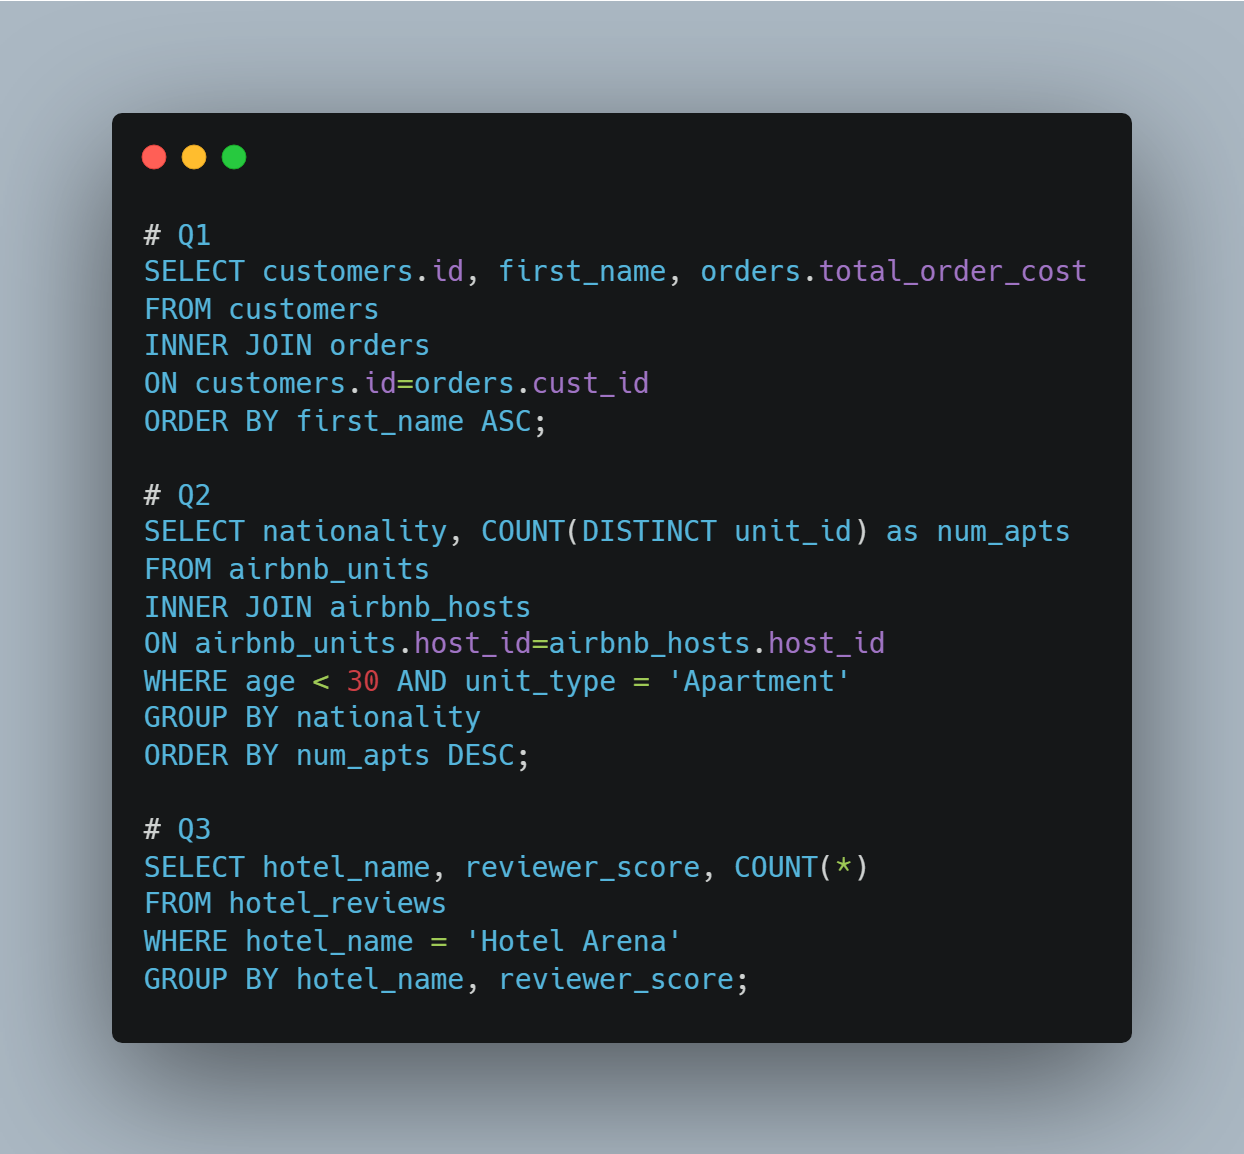 # Q1
SELECT customers.id, first_name, orders.total_order_cost
FROM customers
INNER JOIN orders
ON customers.id=orders.cust_id
ORDER BY first_name ASC;
# Q2
SELECT nationality, COUNT(DISTINCT unit_id) as num_apts
FROM airbnb_units
INNER JOIN airbnb_hosts
ON airbnb_units.host_id=airbnb_hosts.host_id
WHERE age < 30 AND unit_type = 'Apartment'
GROUP BY nationality
ORDER BY num_apts DESC;
# Q3
SELECT hotel_name, reviewer_score, COUNT(*)
FROM hotel_reviews
WHERE hotel_name = 'Hotel Arena'
GROUP BY hotel_name, reviewer_score;